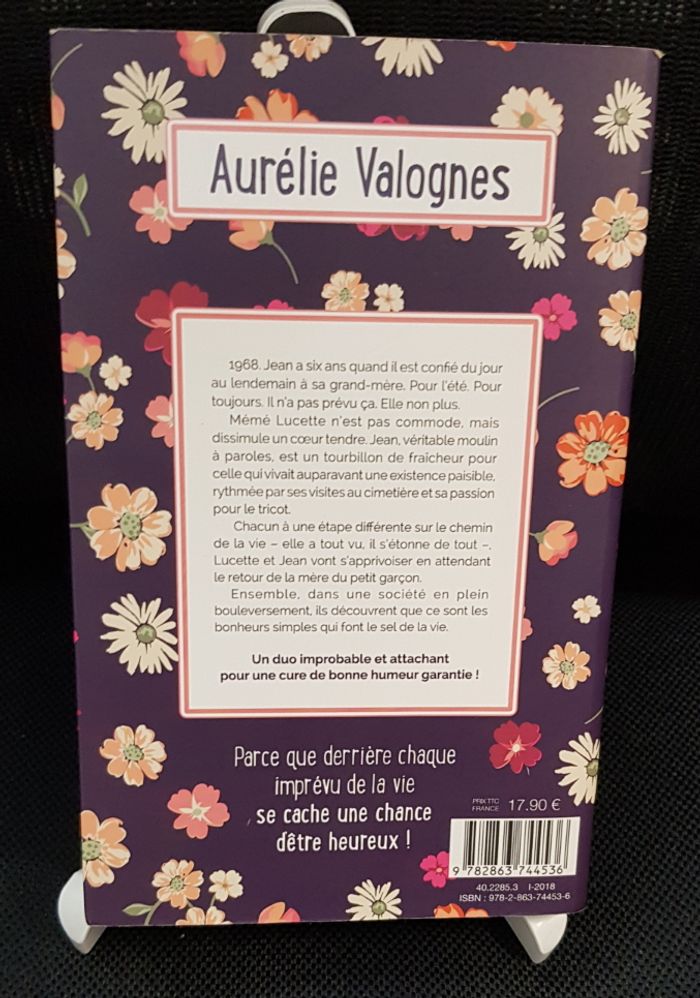 Aurélie Valognes
1968. Jean a six ans quand il est confié du jour
au lendemain à sa grand-mère. Pour l'été. Pour
toujours. Il n'a pas prévu ça. Elle non plus.
Mémé Lucette n'est pas commode, mais
dissimule un cœur tendre. Jean, véritable moulin
à paroles, est un tourbillon de fraîcheur pour
celle qui vivait auparavant une existence paisible,
rythmée par ses visites au cimetière et sa passion
pour le tricot.
Chacun à une étape différente sur le chemin
de la vie – elle a tout vu, il s'étonne de tout –,
Lucette et Jean vont s'apprivoiser en attendant
le retour de la mère du petit garçon.
Ensemble, dans une société en plein
bouleversement, ils découvrent que ce sont les
bonheurs simples qui font le sel de la vie.
Un duo improbable et attachant
pour une cure de bonne humeur garantie !
Parce que derrière chaque
imprévu de la vie
se cache une chance
d'être heureux !
PRIX TTC
FRANCE 17.90 €
9 782863 744536
40.2285.3 I-2018
ISBN : 978-2-863-74453-6